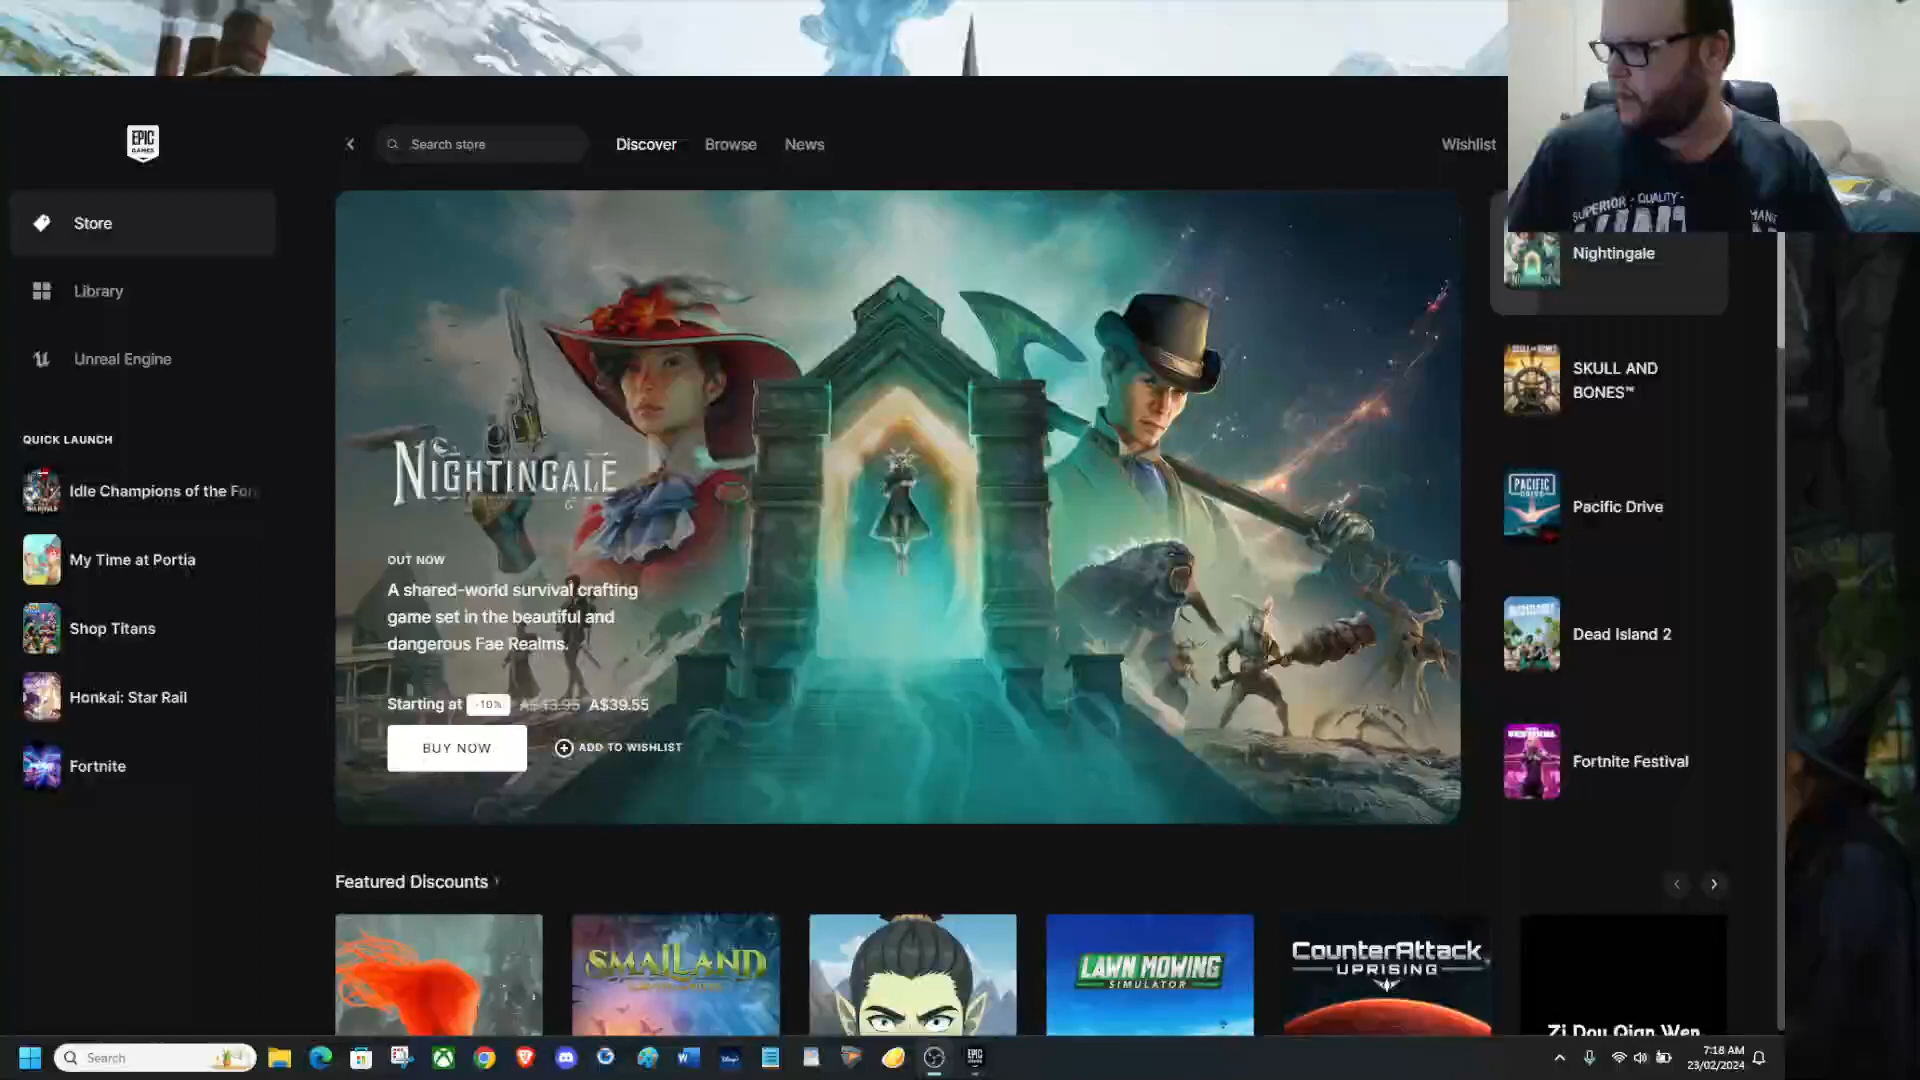 EPIC
GAMES
Search store
Discover
Browse
News
Wishlist
SUPERIOR - QUALITY -
Store
Library
Unreal Engine
QUICK LAUNCH
Idle Champions of the For
My Time at Portia
Shop Titans
Honkai: Star Rail
Fortnite
NIGHTINGALE
OUT NOW
A shared-world survival crafting
game set in the beautiful and
dangerous Fae Realms.
Starting at -10% A$43.95 A$39.55
BUY NOW
ADD TO WISHLIST
Nightingale
SKULL AND
BONES™
PACIFIC
DRIVE
Pacific Drive
Dead Island 2
Fortnite Festival
Featured Discounts
SMALLAND
LAWN MOWING
SIMULATOR
CounterAttack
UPRISING
Zi Dou Qian Wen
Search
7:18 AM
23/02/2024